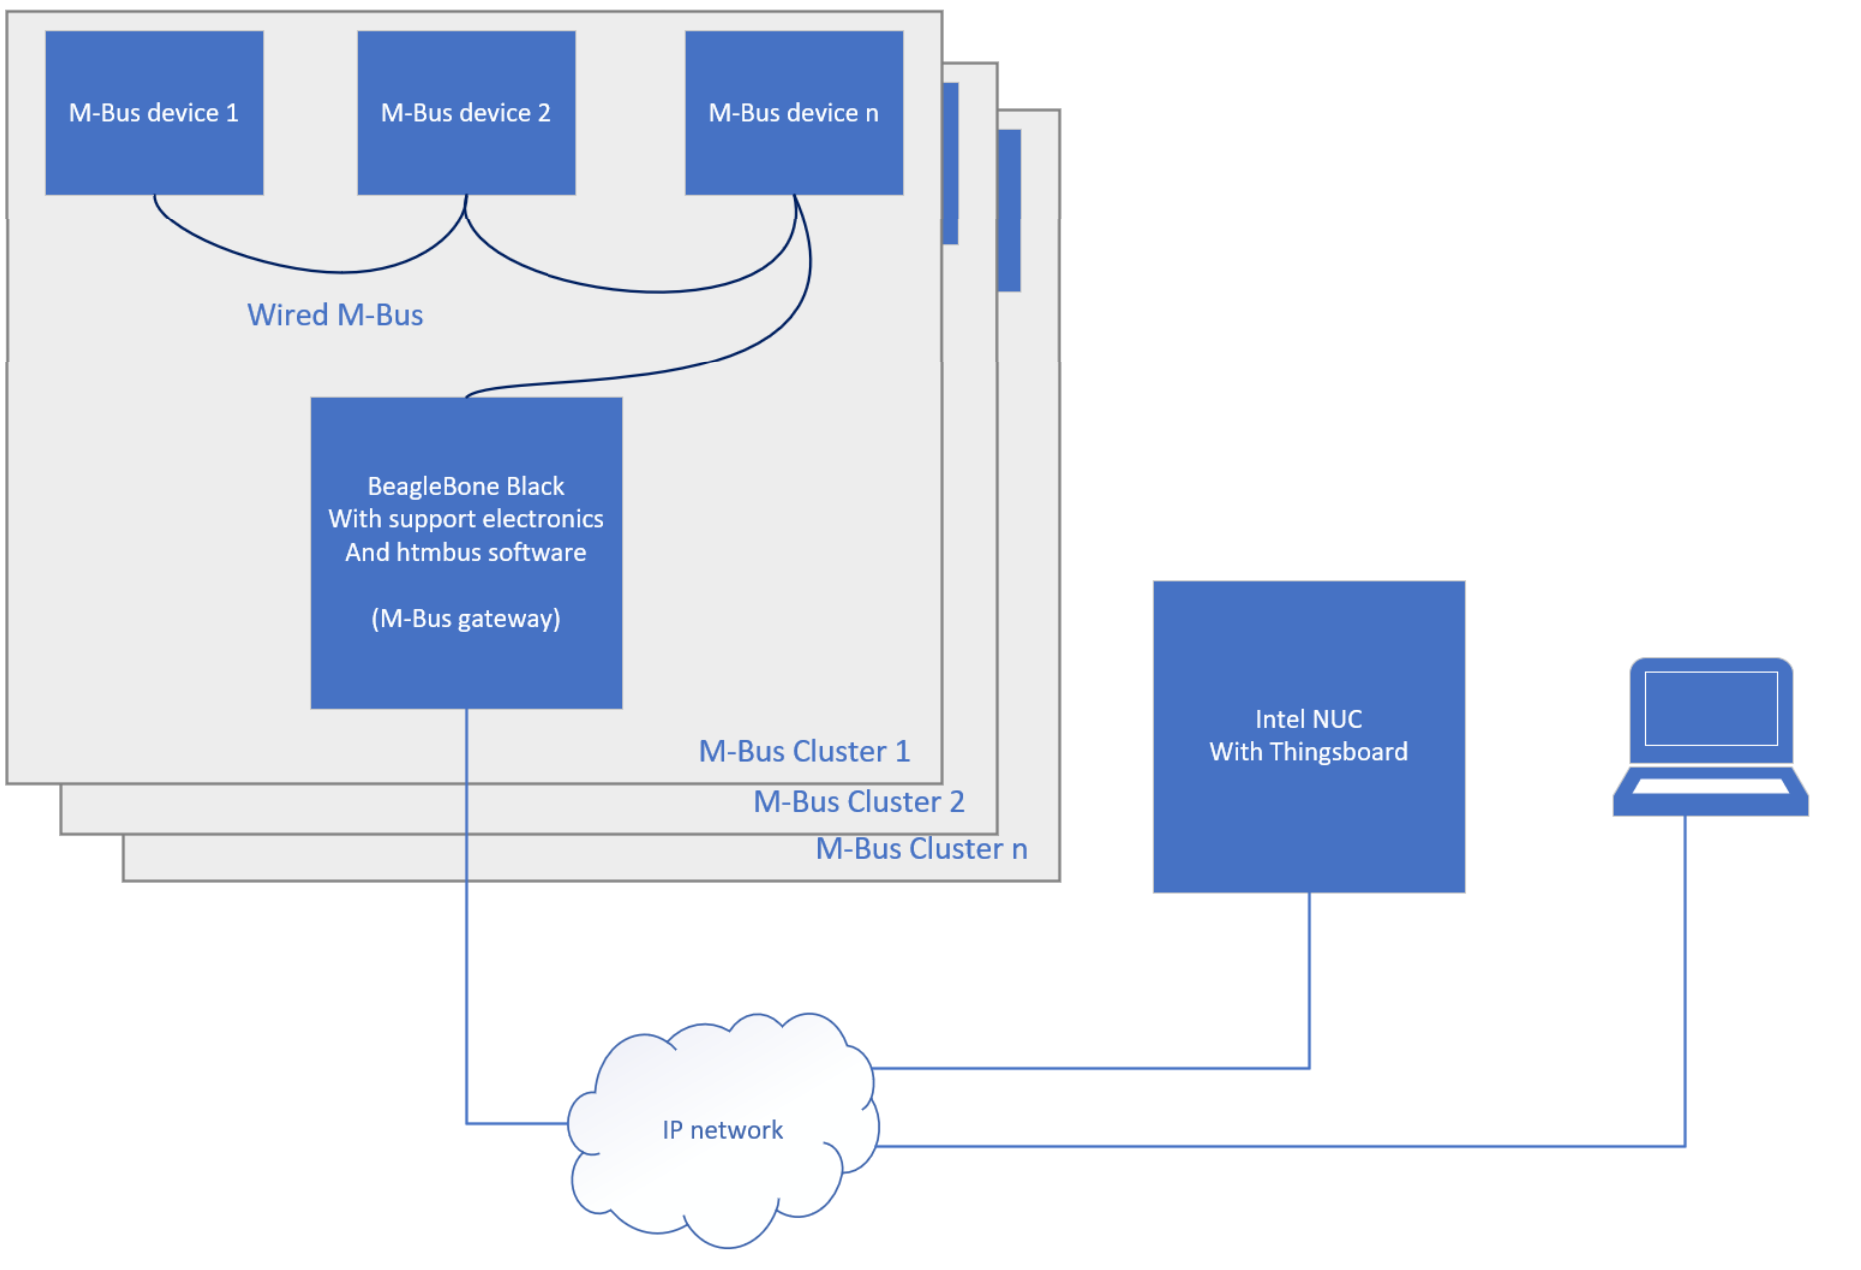 M-Bus device 1
M-Bus device 2
M-Bus device n
Wired M-Bus
BeagleBone Black
With support electronics
And htmbus software
(M-Bus gateway)
M-Bus Cluster 1
M-Bus Cluster 2
M-Bus Cluster n
Intel NUC
With Thingsboard
IP network